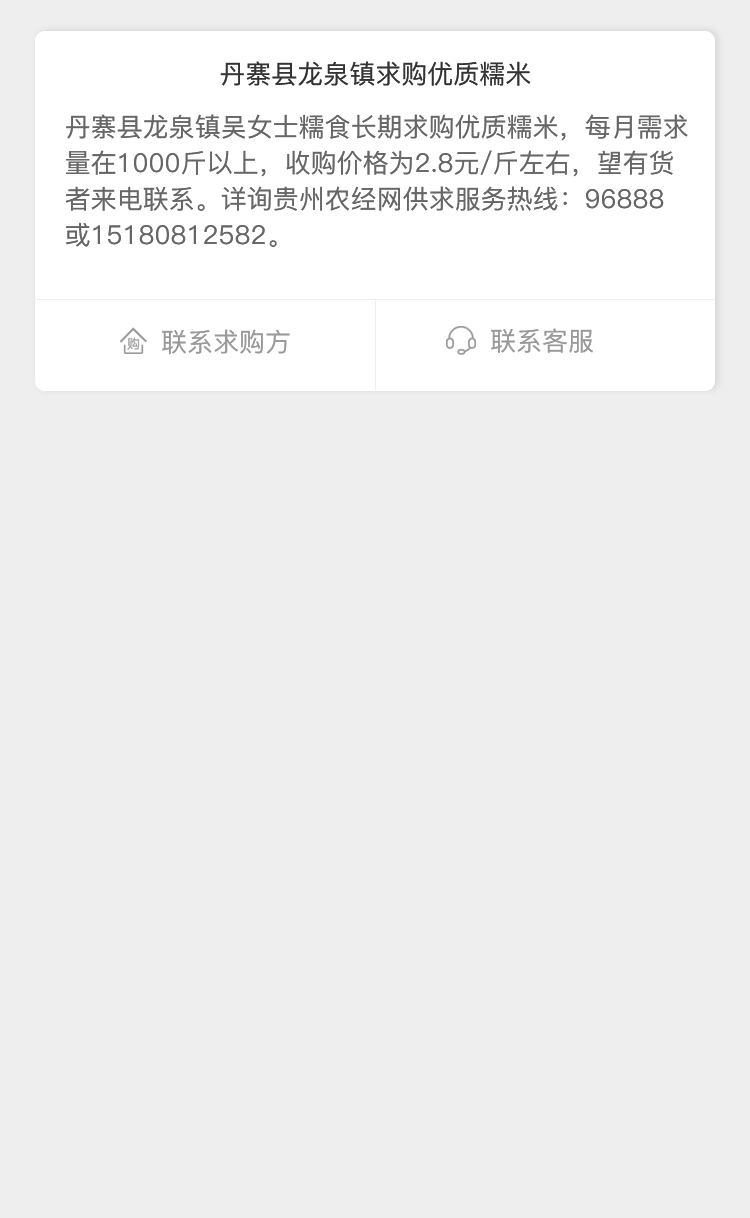 丹寨县龙泉镇求购优质糯米
丹寨县龙泉镇吴女士糯食长期求购优质糯米，每月需求
量在1000斤以上，收购价格为2.8元/斤左右，望有货
者来电联系。详询贵州农经网供求服务热线：96888
或15180812582。
购 联系求购方
联系客服